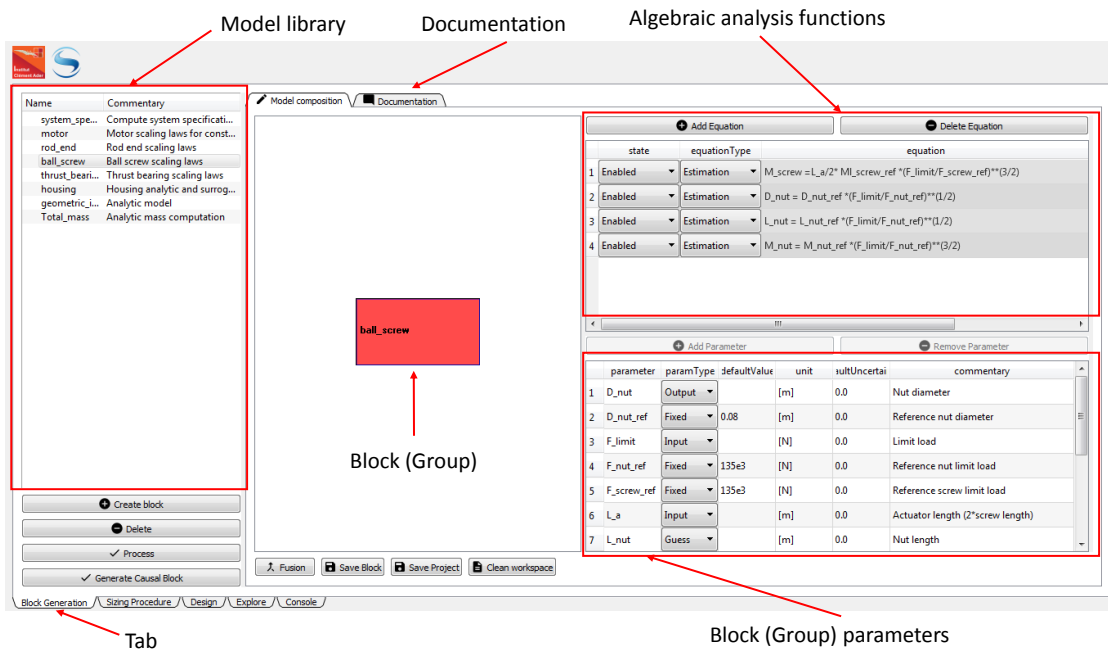 Model library
Documentation
Algebraic analysis functions
Institut
Clément Ader
Name Commentary
system_spe... Compute system specificati...
motor Motor scaling laws for const...
rod_end Rod end scaling laws
ball_screw Ball screw scaling laws
thrust_beari... Thrust bearing scaling laws
housing Housing analytic and surrog...
geometric_i... Analytic model
Total_mass Analytic mass computation
Create block
Delete
Process
Generate Causal Block
Model composition Documentation
ball_screw
Block (Group)
Fusion Save Block Save Project Clean workspace
Add Equation Delete Equation
state equationType equation
1 Enabled Estimation M_screw =L_a/2* Ml_screw_ref *(F_limit/F_screw_ref)**(3/2)
2 Enabled Estimation D_nut = D_nut_ref *(F_limit/F_nut_ref)**(1/2)
3 Enabled Estimation L_nut = L_nut_ref *(F_limit/F_nut_ref)**(1/2)
4 Enabled Estimation M_nut = M_nut_ref *(F_limit/F_nut_ref)**(3/2)
Add Parameter Remove Parameter
parameter paramType defaultValue unit aultUncertai commentary
1 D_nut Output [m] 0.0 Nut diameter
2 D_nut_ref Fixed 0.08 [m] 0.0 Reference nut diameter
3 F_limit Input [N] 0.0 Limit load
4 F_nut_ref Fixed 135e3 [N] 0.0 Reference nut limit load
5 F_screw_ref Fixed 135e3 [N] 0.0 Reference screw limit load
6 L_a Input [m] 0.0 Actuator length (2*screw length)
7 L_nut Guess [m] 0.0 Nut length
Block Generation Sizing Procedure Design Explore Console
Tab
Block (Group) parameters